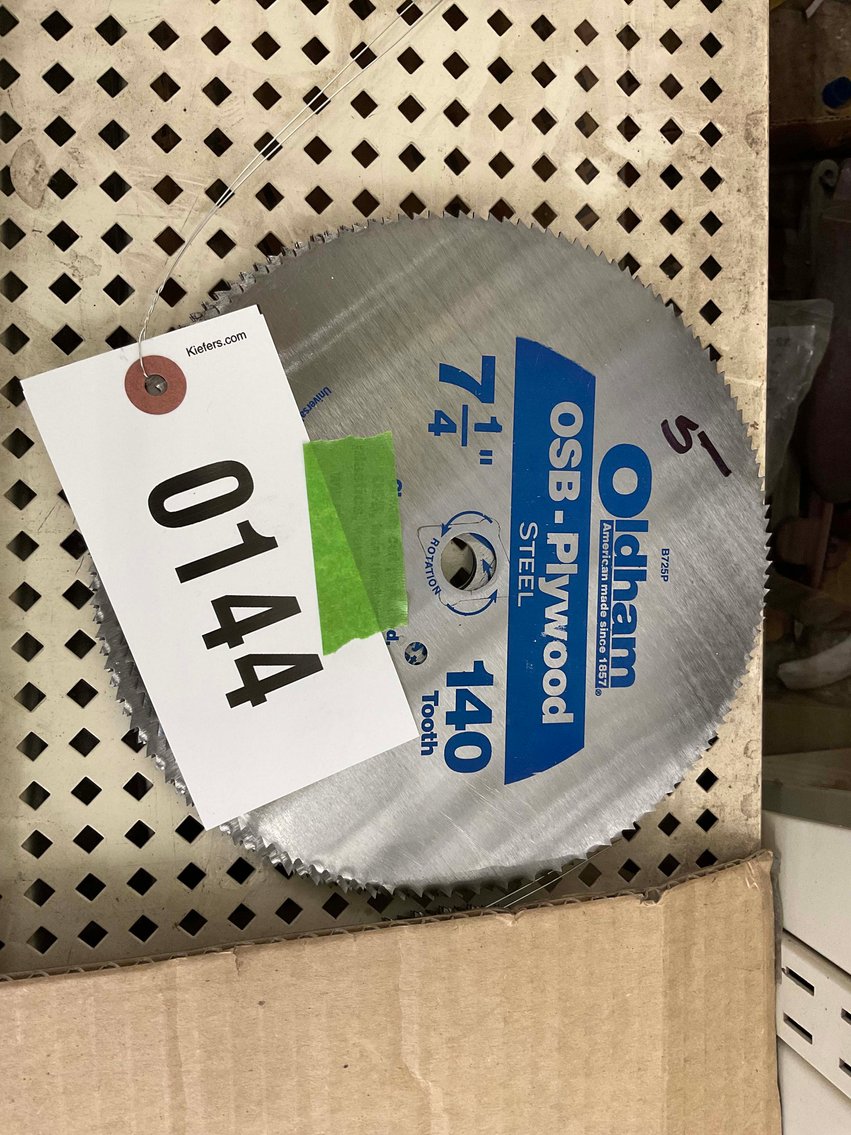 Kiefers.com
0144
5
B725P
Oldham
American made since 1857®
OSB - Plywood
STEEL
7 1/4"
ROTATION
140
Tooth